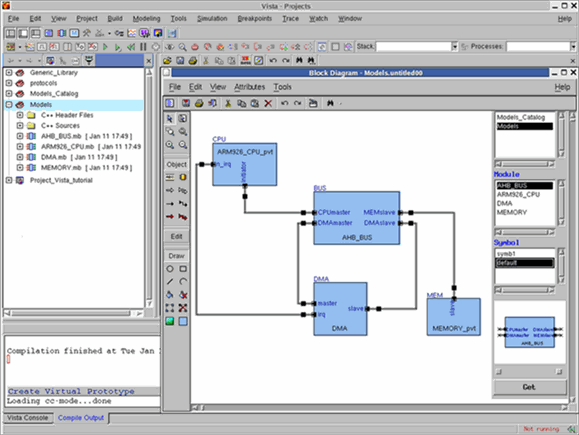 Vista - Projects
File Edit View Project Build Modeling Tools Simulation Breakpoints Trace Watch Window Help
Stack: Processes:
Generic_Library
protocols
Models_Catalog
Models
C++ Header Files
C++ Sources
AHB_BUS.mb [ Jan 11 17:49 ]
ARM926_CPU.mb [ Jan 11 17:49 ]
DMA.mb [ Jan 11 17:49 ]
MEMORY.mb [ Jan 11 17:49 ]
Project_Vista_tutorial
Block Diagram - Models.untitled00
File Edit View Attributes Tools Help
Object
Edit
Draw
CPU
ARM926_CPU_pvt
n_irq
initiator
BUS
CPUmaster MEMslave
DMAmaster DMAslave
AHB_BUS
DMA
master
slave
irq
DMA
MEM
slave
MEMORY_pvt
Models_Catalog
Models
Module
AHB_BUS
ARM926_CPU
DMA
MEMORY
Symbol
symb1
default
CPUmaster DMAslave
DMAmaster MEMslave
AHB_BUS
Get
Compilation finished at Tue Jan
Create Virtual Prototype
Loading cc-mode...done
Vista Console Compile Output
Not running.